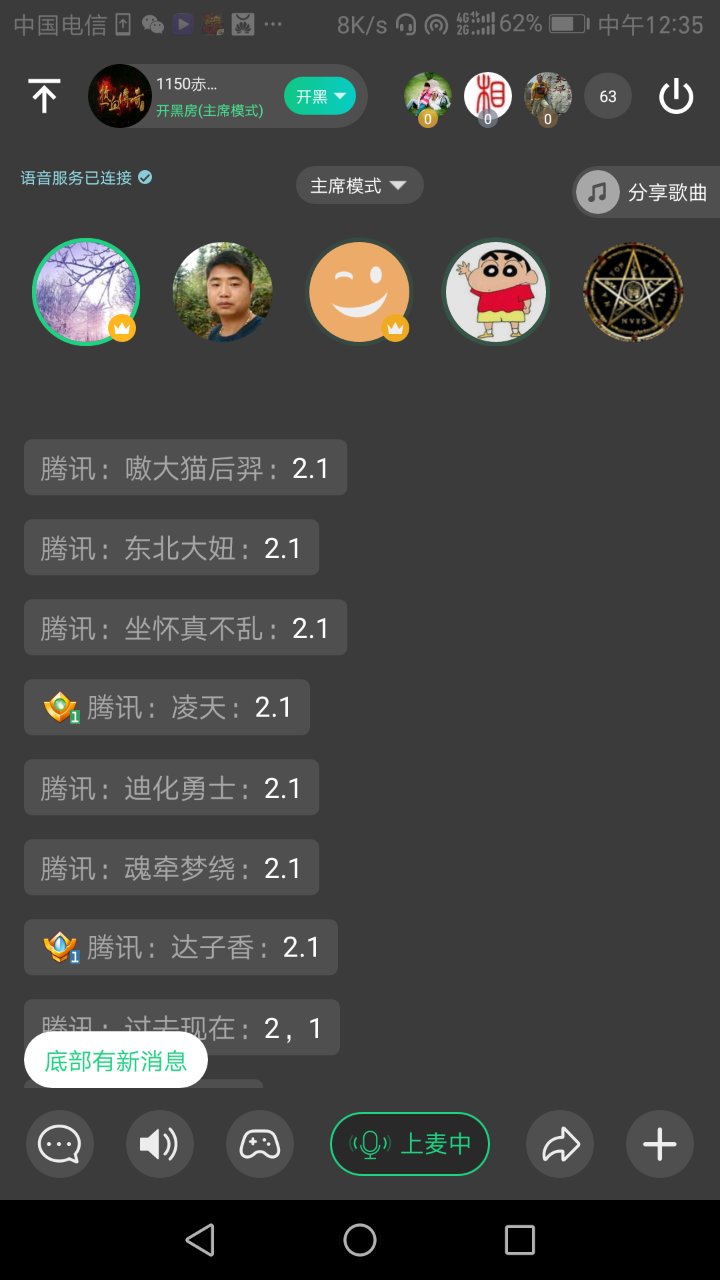 中国电信 ··· 8K/s 4G 2G 62% 中午12:35
1150赤...
开黑房(主席模式)
开黑
0 0 0 63
语音服务已连接
主席模式
分享歌曲
腾讯：嗷大猫后羿：2.1
腾讯：东北大妞：2.1
腾讯：坐怀真不乱：2.1
1 腾讯：凌天：2.1
腾讯：迪化勇士：2.1
腾讯：魂牵梦绕：2.1
1 腾讯：达子香：2.1
腾讯：过去现在：2，1
底部有新消息
上麦中